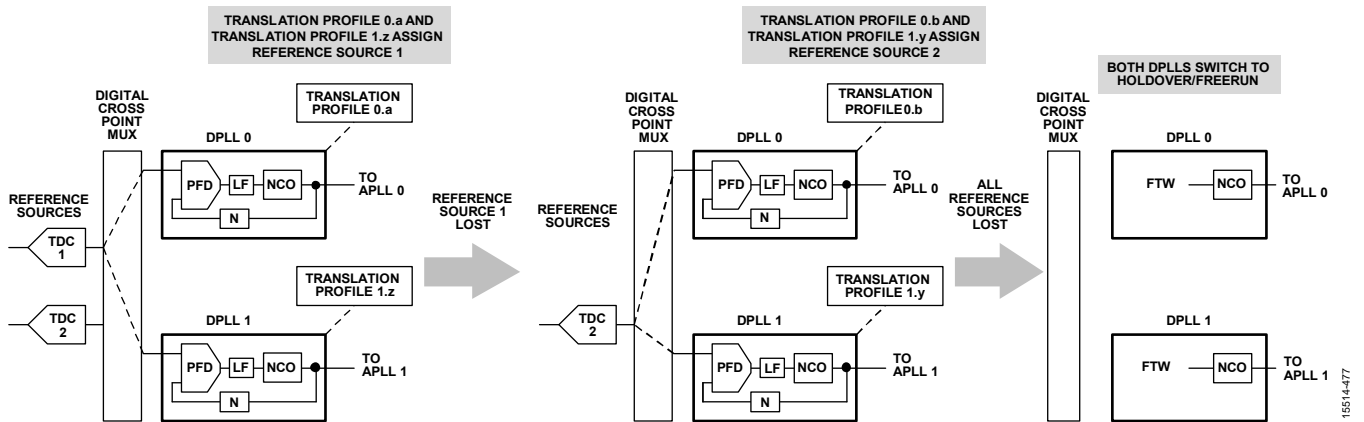 TRANSLATION PROFILE 0.a AND
TRANSLATION PROFILE 1.z ASSIGN
REFERENCE SOURCE 1
DIGITAL
CROSS
POINT
MUX
TRANSLATION
PROFILE 0.a
DPLL 0
PFD
LF
NCO
N
TO
APLL 0
REFERENCE
SOURCES
TDC
1
TDC
2
TRANSLATION
PROFILE 1.z
DPLL 1
PFD
LF
NCO
N
TO
APLL 1
REFERENCE
SOURCE 1
LOST
TRANSLATION PROFILE 0.b AND
TRANSLATION PROFILE 1.y ASSIGN
REFERENCE SOURCE 2
DIGITAL
CROSS
POINT
MUX
TRANSLATION
PROFILE 0.b
DPLL 0
PFD
LF
NCO
N
TO
APLL 0
REFERENCE
SOURCES
TDC
2
TRANSLATION
PROFILE 1.y
DPLL 1
PFD
LF
NCO
N
TO
APLL 1
ALL
REFERENCE
SOURCES
LOST
BOTH DPLLS SWITCH TO
HOLDOVER/FREERUN
DIGITAL
CROSS
POINT
MUX
DPLL 0
FTW
NCO
TO
APLL 0
DPLL 1
FTW
NCO
TO
APLL 1
15514-477